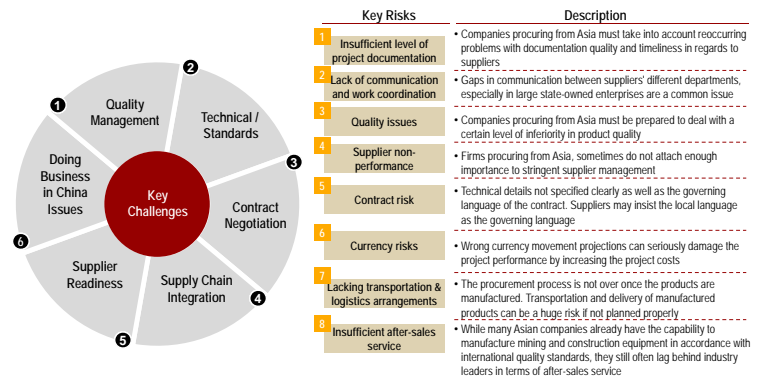 1
Quality
Management
2
Technical /
Standards
3
Contract
Negotiation
4
Supply Chain
Integration
5
Supplier
Readiness
6
Doing
Business
in China
Issues
Key
Challenges
Key Risks
Description
1
Insufficient level of
project documentation
• Companies procuring from Asia must take into account reoccurring
problems with documentation quality and timeliness in regards to
suppliers
2
Lack of communication
and work coordination
• Gaps in communication between suppliers' different departments,
especially in large state-owned enterprises are a common issue
3
Quality issues
• Companies procuring from Asia must be prepared to deal with a
certain level of inferiority in product quality
4
Supplier non-
performance
• Firms procuring from Asia, sometimes do not attach enough
importance to stringent supplier management
5
Contract risk
• Technical details not specified clearly as well as the governing
language of the contract. Suppliers may insist the local language
as the governing language
6
Currency risks
• Wrong currency movement projections can seriously damage the
project performance by increasing the project costs
7
Lacking transportation &
logistics arrangements
• The procurement process is not over once the products are
manufactured. Transportation and delivery of manufactured
products can be a huge risk if not planned properly
8
Insufficient after-sales
service
• While many Asian companies already have the capability to
manufacture mining and construction equipment in accordance with
international quality standards, they still often lag behind industry
leaders in terms of after-sales service